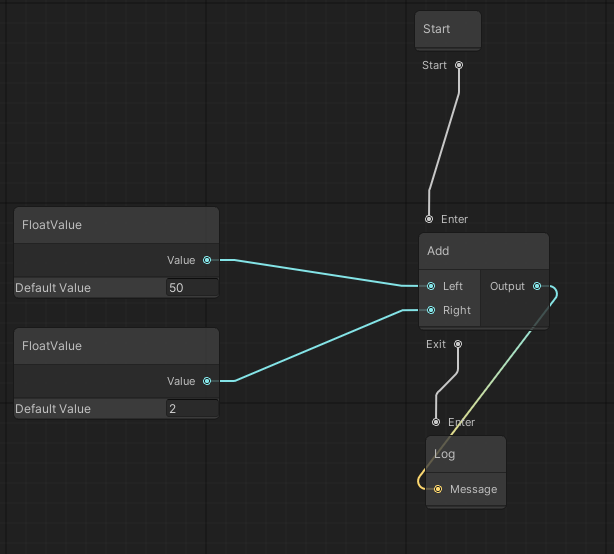 Start
Start
Enter
FloatValue
Value
Default Value 50
Add
Left Output
Right
FloatValue
Value
Default Value 2
Exit
Enter
Log
Message